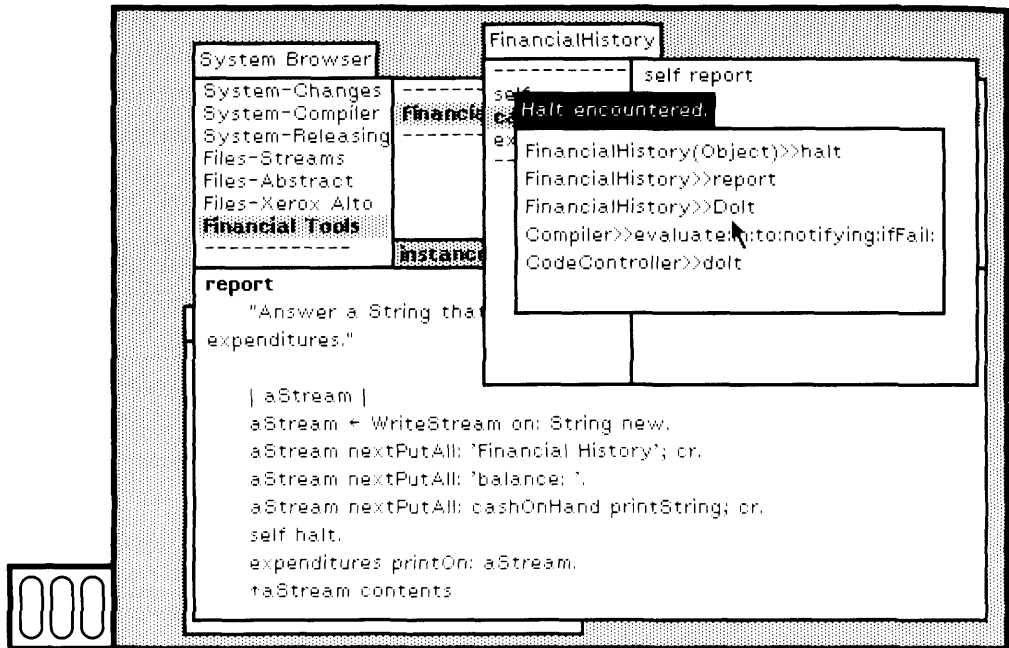 FinancialHistory
System Browser
self report
System-Changes
System-Compiler
System-Releasing
Files-Streams
Files-Abstract
Files-Xerox Alto
Financial Tools
Halt encountered.
FinancialHistory(Object)>>halt
FinancialHistory>>report
FinancialHistory>>DoIt
CodeController>>doIt
report
"Answer a String that
expenditures."
| aStream |
aStream ← WriteStream on: String new.
aStream nextPutAll: 'Financial History'; cr.
aStream nextPutAll: 'balance: '.
aStream nextPutAll: cashOnHand printString; cr.
self halt.
expenditures printOn: aStream.
↑aStream contents